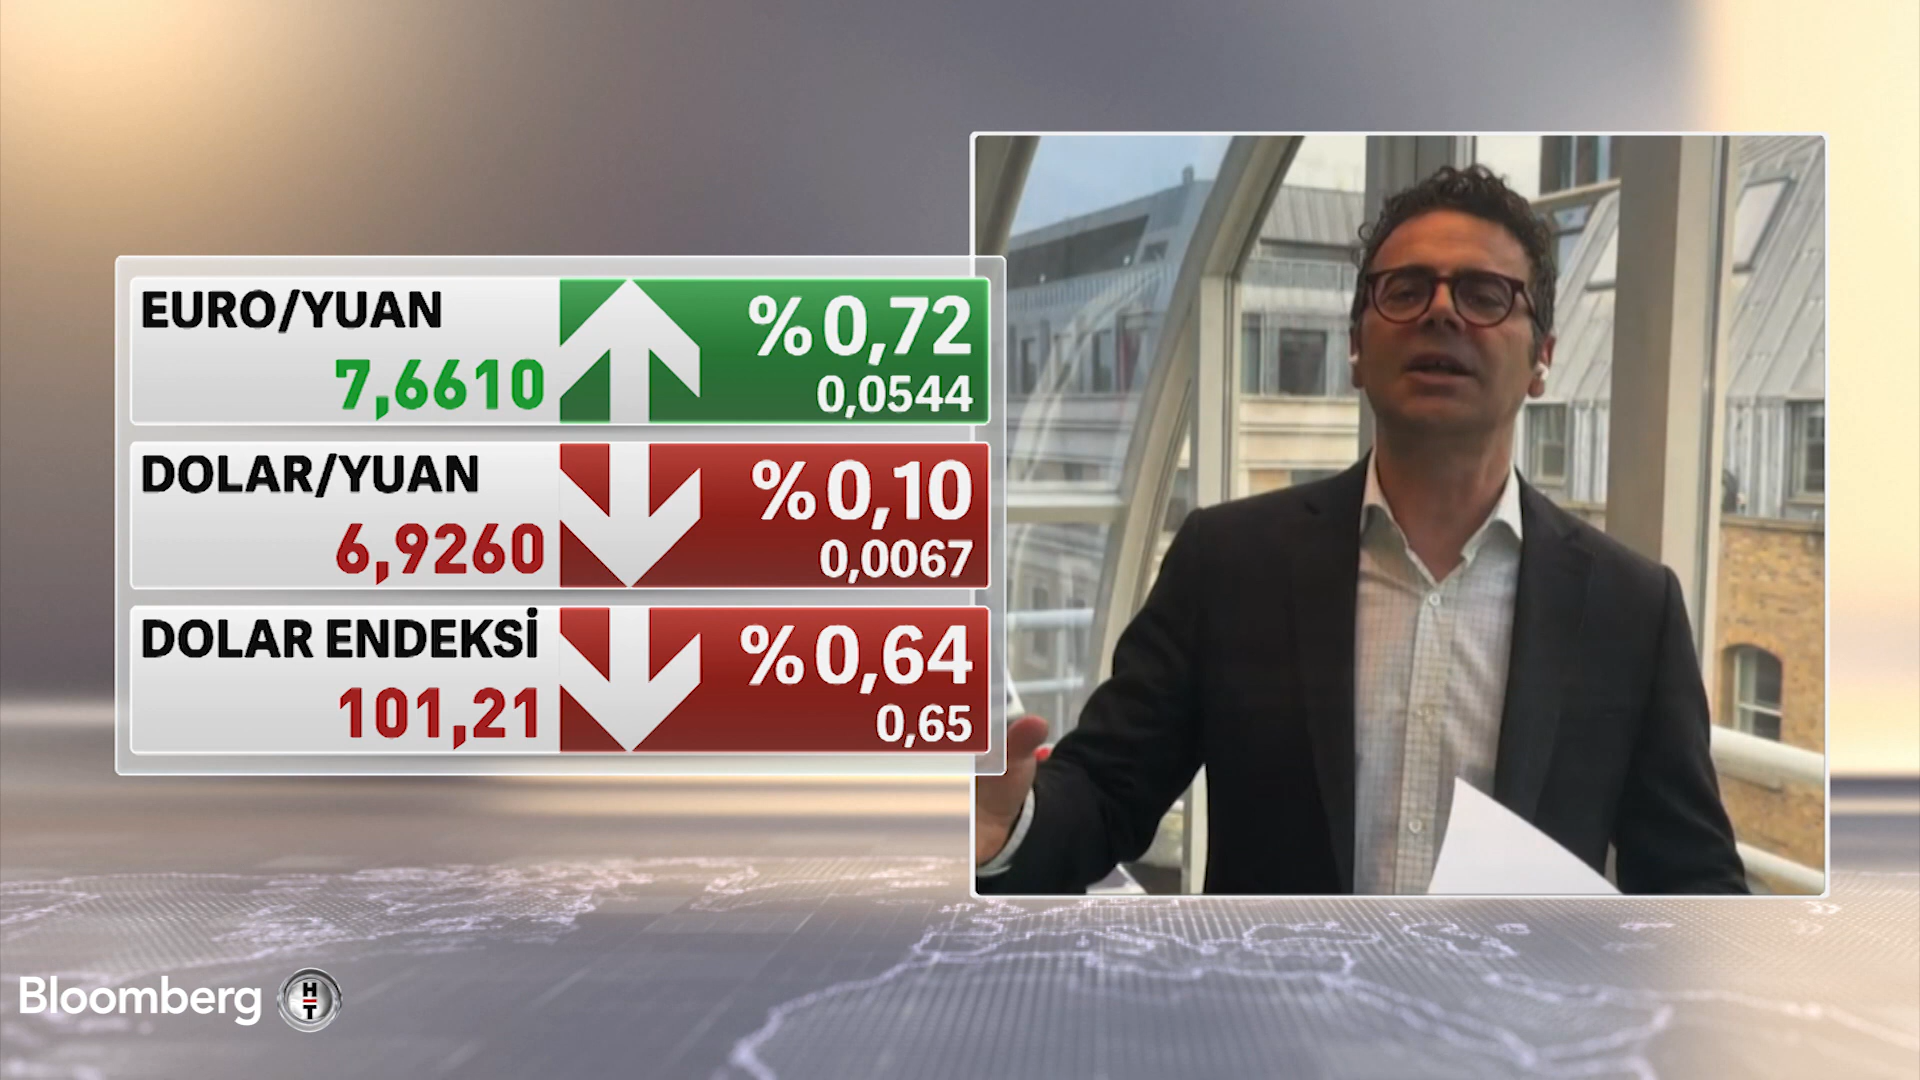 EURO/YUAN
7,6610
%0,72
0,0544
DOLAR/YUAN
6,9260
%0,10
0,0067
DOLAR ENDEKSİ
101,21
%0,64
0,65
Bloomberg HT